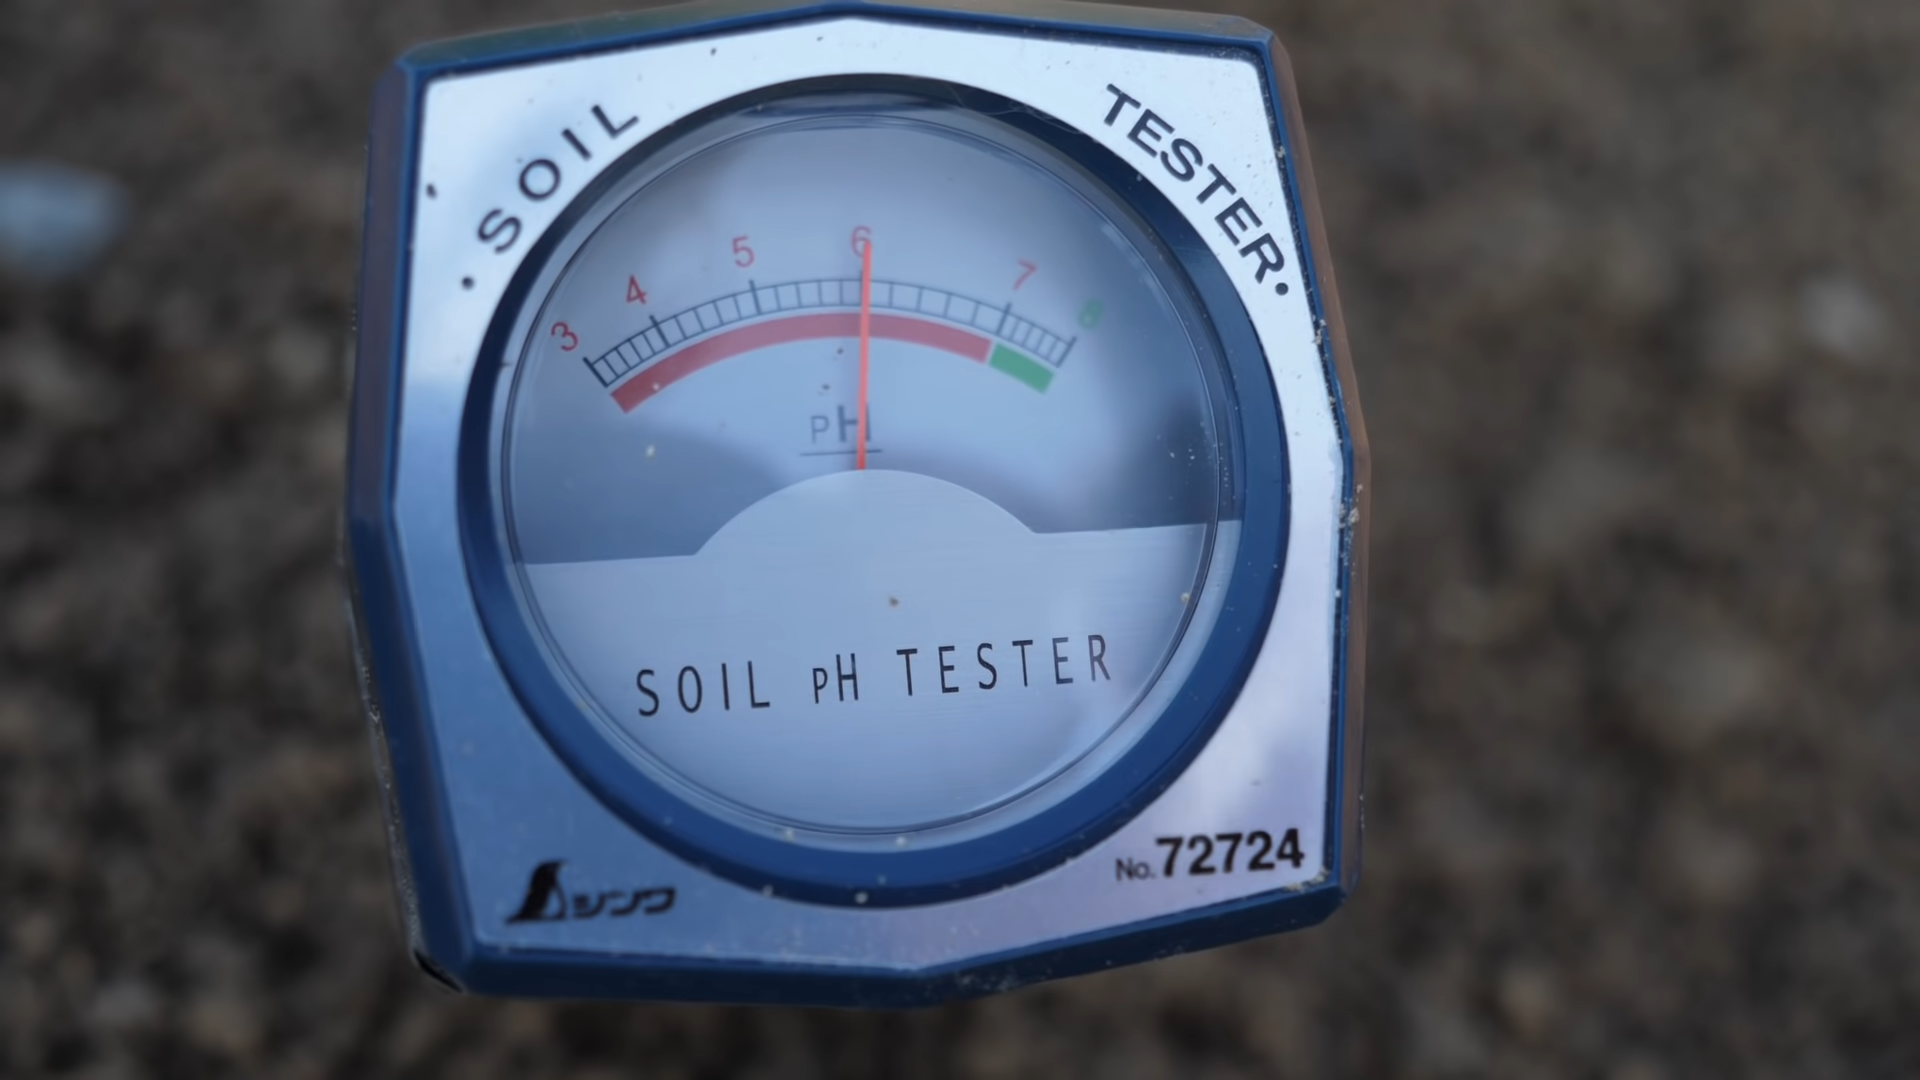 • SOIL TESTER •
3 4 5 6 7 8
pH
SOIL pH TESTER
シンワ
No.72724